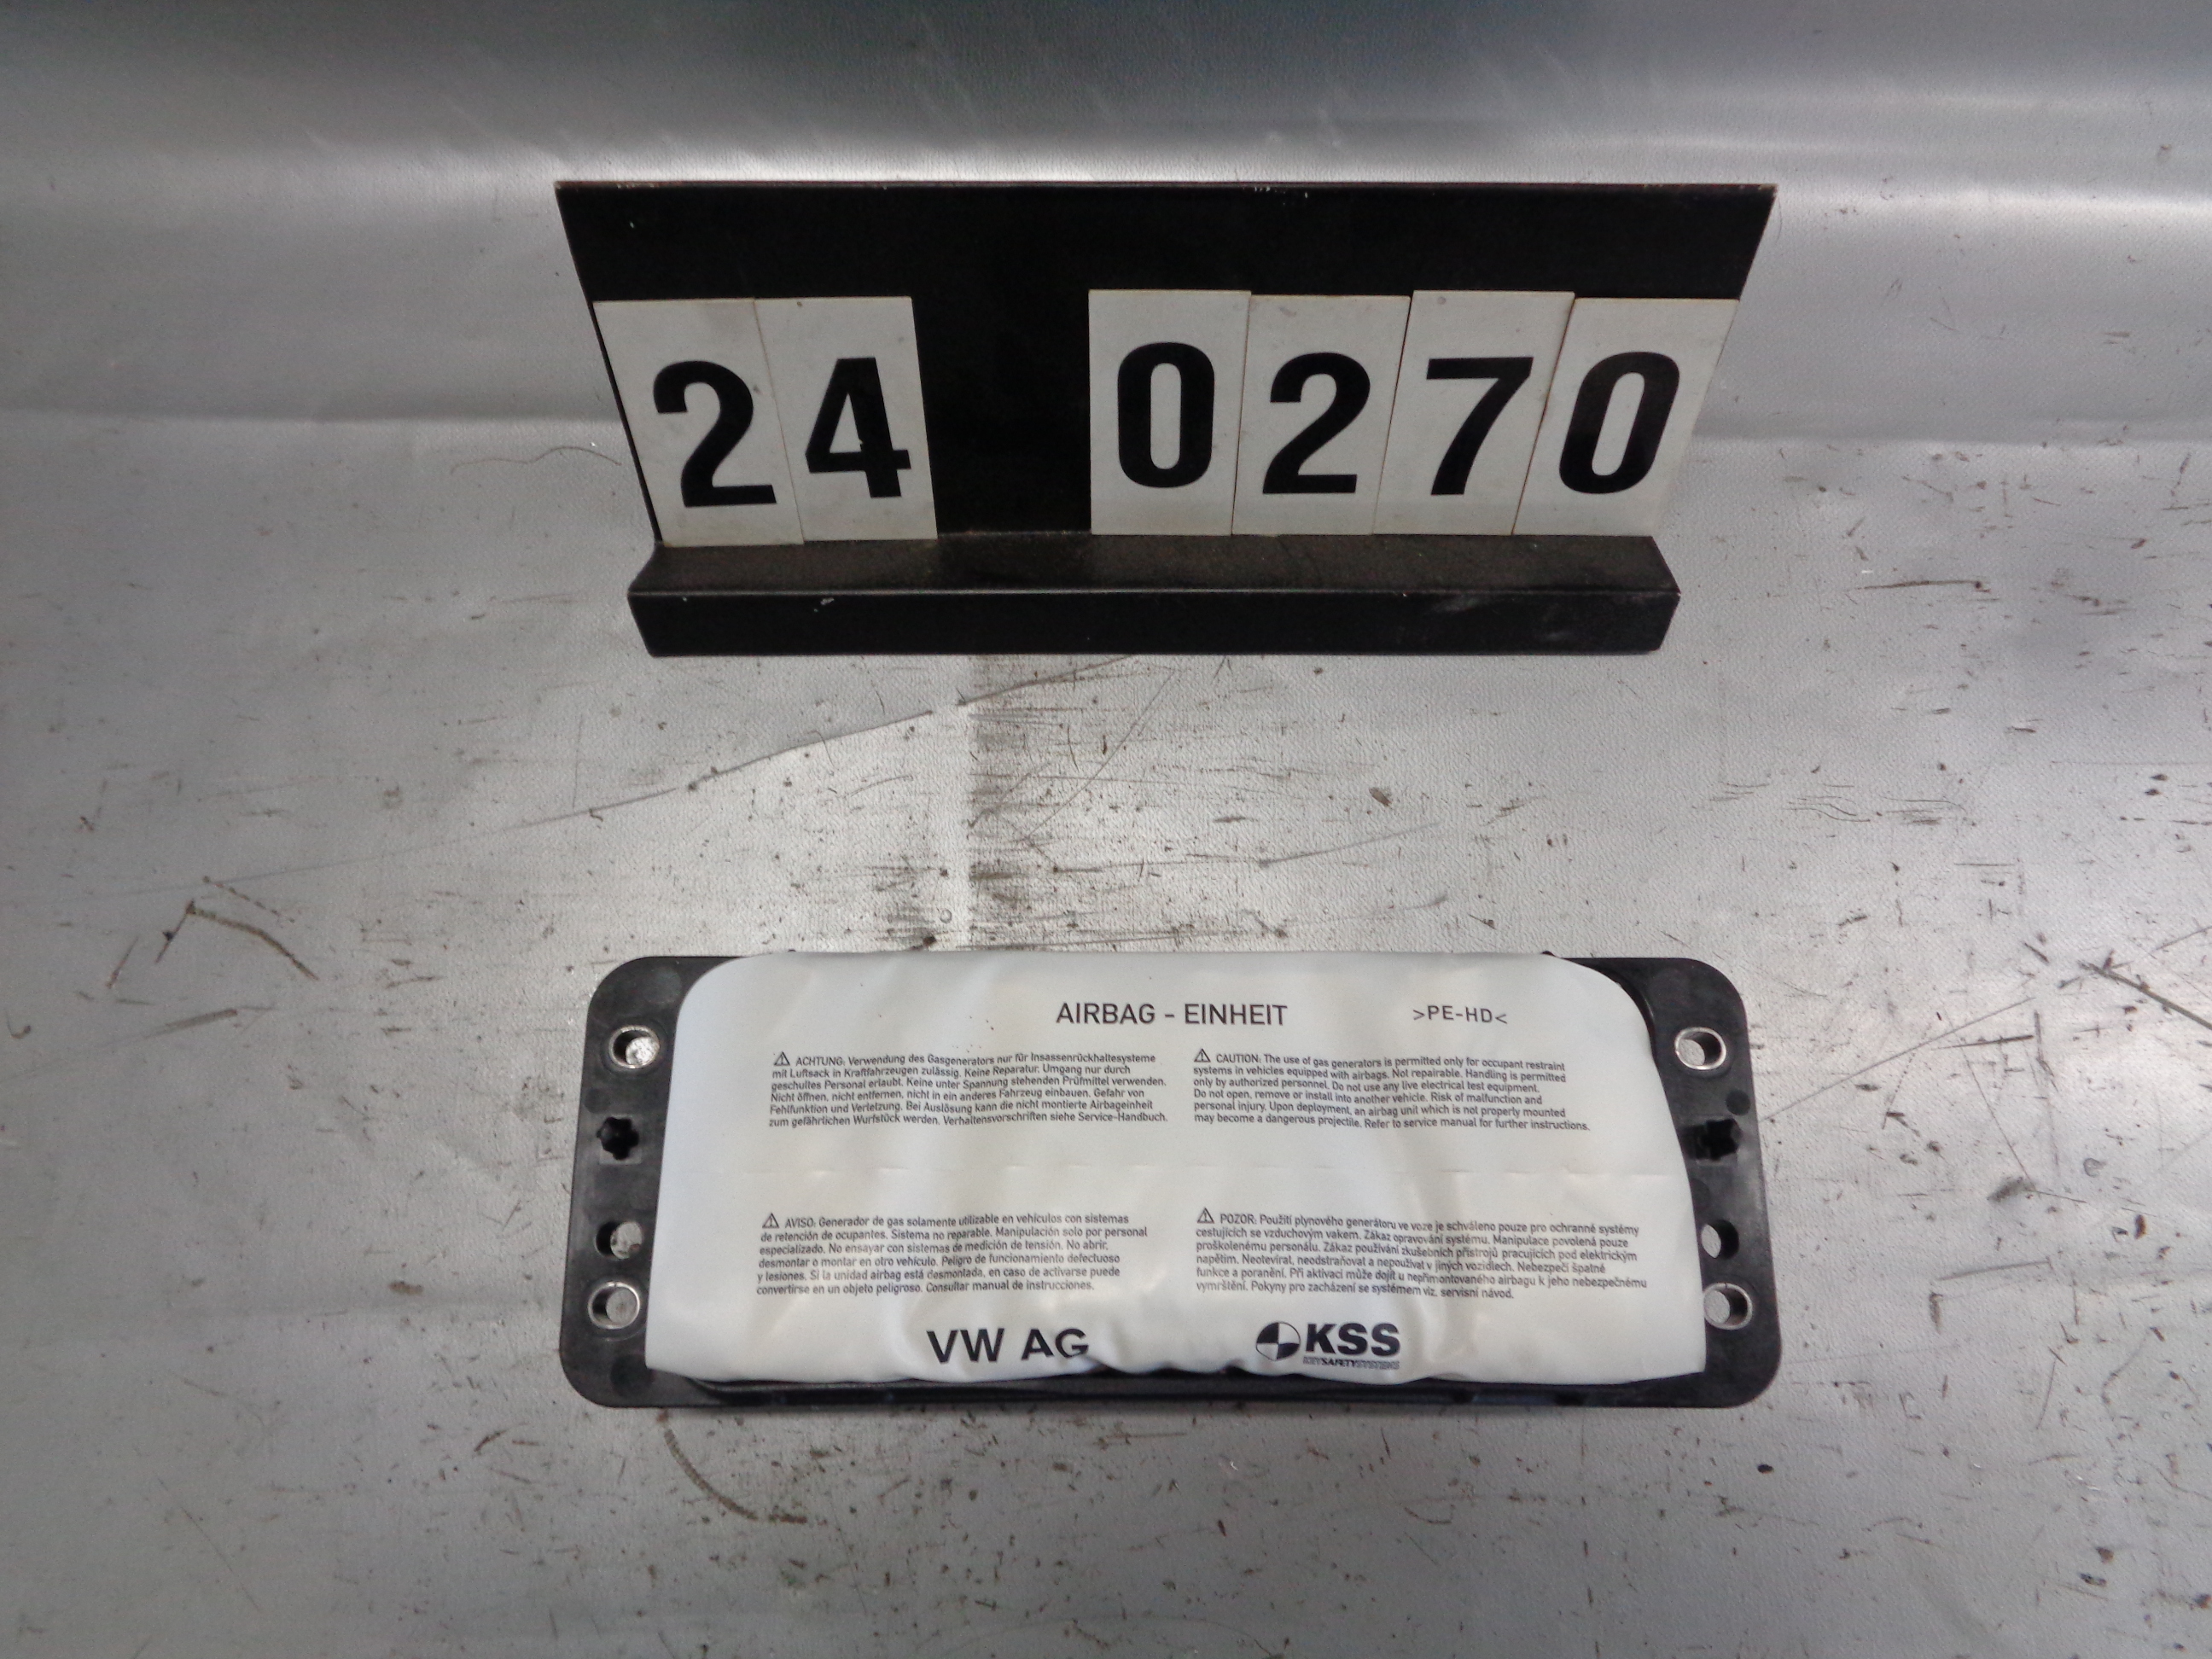 24 0270
AIRBAG - EINHEIT >PE-HD<
ACHTUNG: Verwendung des Gasgenerators nur für Insassenrückhaltesysteme
mit Luftsack in Kraftfahrzeugen zulässig. Keine Reparatur. Umgang nur durch
geschultes Personal erlaubt. Keine unter Spannung stehenden Prüfmittel verwenden.
Nicht öffnen, nicht entfernen, nicht in ein anderes Fahrzeug einbauen. Gefahr von
Fehlfunktion und Verletzung. Bei Auslösung kann die nicht montierte Airbageinheit
zum gefährlichen Wurfstück werden. Verhaltensvorschriften siehe Service-Handbuch.
CAUTION: The use of gas generators is permitted only for occupant restraint
systems in vehicles equipped with airbags. Not repairable. Handling is permitted
only by authorized personnel. Do not use any live electrical test equipment.
Do not open, remove or install into another vehicle. Risk of malfunction and
personal injury. Upon deployment, an airbag unit which is not properly mounted
may become a dangerous projectile. Refer to service manual for further instructions.
AVISO: Generador de gas solamente utilizable en vehículos con sistemas
de retención de ocupantes. Sistema no reparable. Manipulación solo por personal
especializado. No ensayar con sistemas de medición de tensión. No abrir,
desmontar o montar en otro vehículo. Peligro de funcionamiento defectuoso
y lesiones. Si la unidad airbag está desmontada, en caso de activarse puede
convertirse en un objeto peligroso. Consultar manual de instrucciones.
POZOR: Použití plynového generátoru ve voze je schváleno pouze pro ochranné systémy
cestujících se vzduchovým vakem. Zákaz opravování systému. Manipulace povolená pouze
proškolenému personálu. Zákaz používání zkušebních přístrojů pracujících pod elektrickým
napětím. Neotevírat, neodstraňovat a nepoužívat v jiných vozidlech. Nebezpečí špatné
funkce a poranění. Při aktivaci může dojít u nepřimontovaného airbagu k jeho nebezpečnému
vymrštění. Pokyny pro zacházení se systémem viz. servisní návod.
VW AG
KSS
KEY SAFETY SYSTEMS